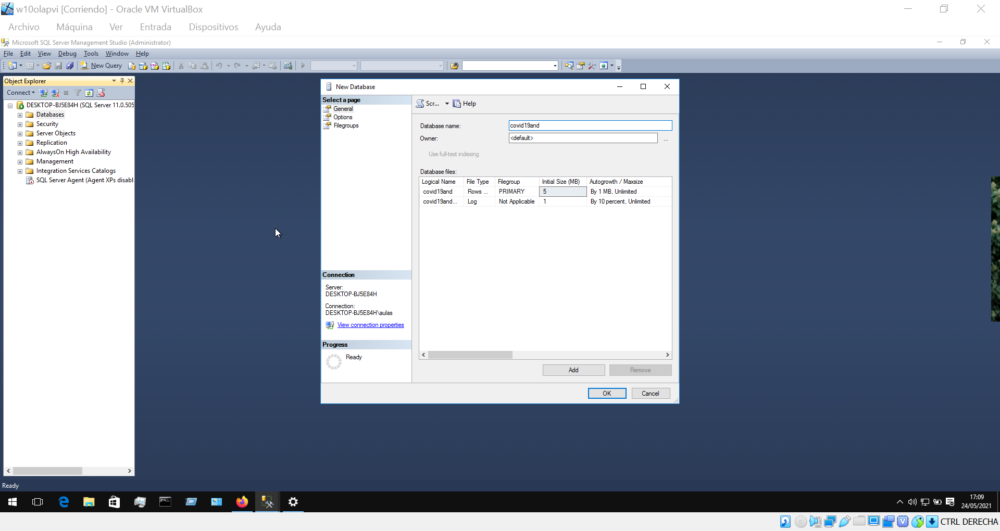 w10olapvi [Corriendo] - Oracle VM VirtualBox
Archivo Máquina Ver Entrada Dispositivos Ayuda
Microsoft SQL Server Management Studio (Administrator)
File Edit View Debug Tools Window Help
New Query
Object Explorer
Connect
DESKTOP-BJ5E84H (SQL Server 11.0.505
Databases
Security
Server Objects
Replication
AlwaysOn High Availability
Management
Integration Services Catalogs
SQL Server Agent (Agent XPs disabl
Ready
New Database
Select a page
General
Options
Filegroups
Connection
Server:
DESKTOP-BJ5E84H
Connection:
DESKTOP-BJ5E84H\aulas
View connection properties
Progress
Ready
Scr... Help
Database name: covid19and
Owner: <default> ...
Use full-text indexing
Database files:
Logical Name File Type Filegroup Initial Size (MB) Autogrowth / Maxsize
covid19and Rows ... PRIMARY 5 By 1 MB, Unlimited
covid19and... Log Not Applicable 1 By 10 percent, Unlimited
Add Remove
OK Cancel
17:09
24/05/2021
CTRL DERECHA